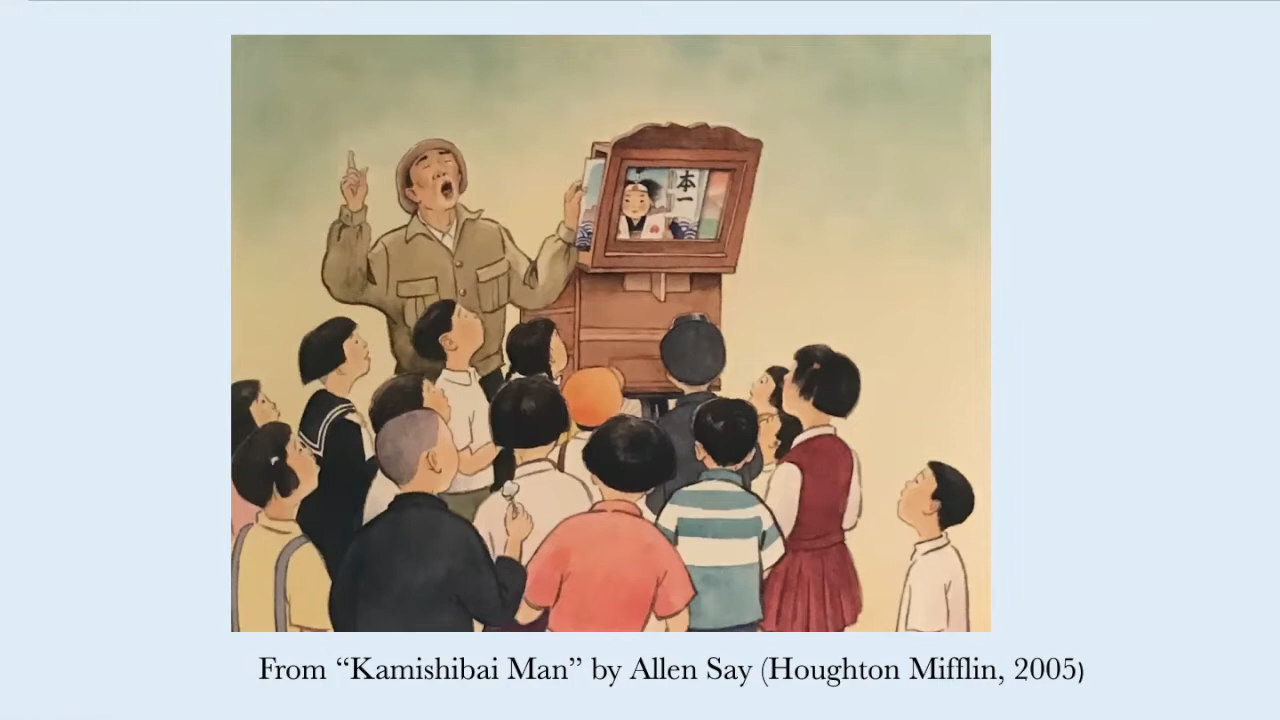 本
一
From “Kamishibai Man” by Allen Say (Houghton Mifflin, 2005)